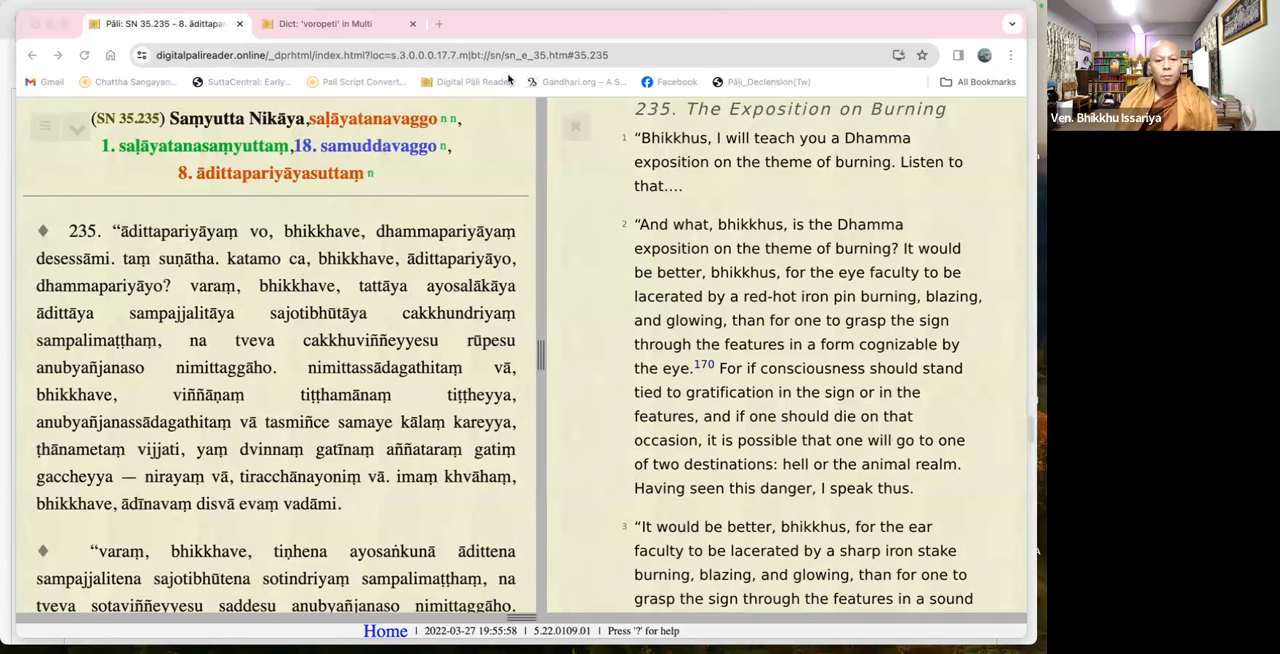 Pāli: SN 35.235 - 8. ādittapar
Dict: 'voropeti' in Multi
digitalpalireader.online/_dprhtml/index.html?loc=s.3.0.0.0.17.7.m|bt://sn/sn_e_35.htm#35.235
Gmail
Chattha Sangayan...
SuttaCentral: Early...
Pali Script Convert...
Digital Pāli Reade
Gandhari.org – A S...
Facebook
Pāḷi_Declension(Tw)
All Bookmarks
(SN 35.235) Saṃyutta Nikāya,saḷāyatanavaggo n n,
1. saḷāyatanasaṃyuttaṃ,18. samuddavaggo n,
8. ādittapariyāyasuttaṃ n
♦ 235. “ādittapariyāyaṃ vo, bhikkhave, dhammapariyāyaṃ
desessāmi. taṃ suṇātha. katamo ca, bhikkhave, ādittapariyāyo,
dhammapariyāyo? varaṃ, bhikkhave, tattāya ayosalākāya
ādittāya sampajjalitāya sajotibhūtāya cakkhundriyaṃ
sampalimaṭṭhaṃ, na tveva cakkhuviññeyyesu rūpesu
anubyañjanaso nimittaggāho. nimittassādagathitaṃ vā,
bhikkhave, viññāṇaṃ tiṭṭhamānaṃ tiṭṭheyya,
anubyañjanassādagathitaṃ vā tasmiñce samaye kālaṃ kareyya,
ṭhānametaṃ vijjati, yaṃ dvinnaṃ gatīnaṃ aññataraṃ gatiṃ
gaccheyya — nirayaṃ vā, tiracchānayoniṃ vā. imaṃ khvāhaṃ,
bhikkhave, ādīnavaṃ disvā evaṃ vadāmi.
♦ “varaṃ, bhikkhave, tiṇhena ayosaṅkunā ādittena
sampajjalitena sajotibhūtena sotindriyaṃ sampalimaṭṭhaṃ, na
tveva sotaviññeyyesu saddesu anubyañjanaso nimittaggāho.
235. The Exposition on Burning
1 “Bhikkhus, I will teach you a Dhamma
exposition on the theme of burning. Listen to
that….
2 “And what, bhikkhus, is the Dhamma
exposition on the theme of burning? It would
be better, bhikkhus, for the eye faculty to be
lacerated by a red-hot iron pin burning, blazing,
and glowing, than for one to grasp the sign
through the features in a form cognizable by
the eye.170 For if consciousness should stand
tied to gratification in the sign or in the
features, and if one should die on that
occasion, it is possible that one will go to one
of two destinations: hell or the animal realm.
Having seen this danger, I speak thus.
3 “It would be better, bhikkhus, for the ear
faculty to be lacerated by a sharp iron stake
burning, blazing, and glowing, than for one to
grasp the sign through the features in a sound
Home | 2022-03-27 19:55:58 | 5.22.0109.01 | Press '?' for help
Ven. Bhikkhu Issariya